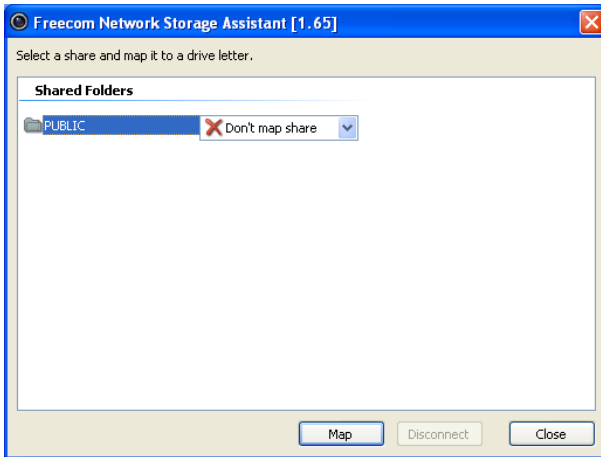 Freecom Network Storage Assistant [1.65]
Select a share and map it to a drive letter.
Shared Folders
PUBLIC Don't map share
Map Disconnect Close